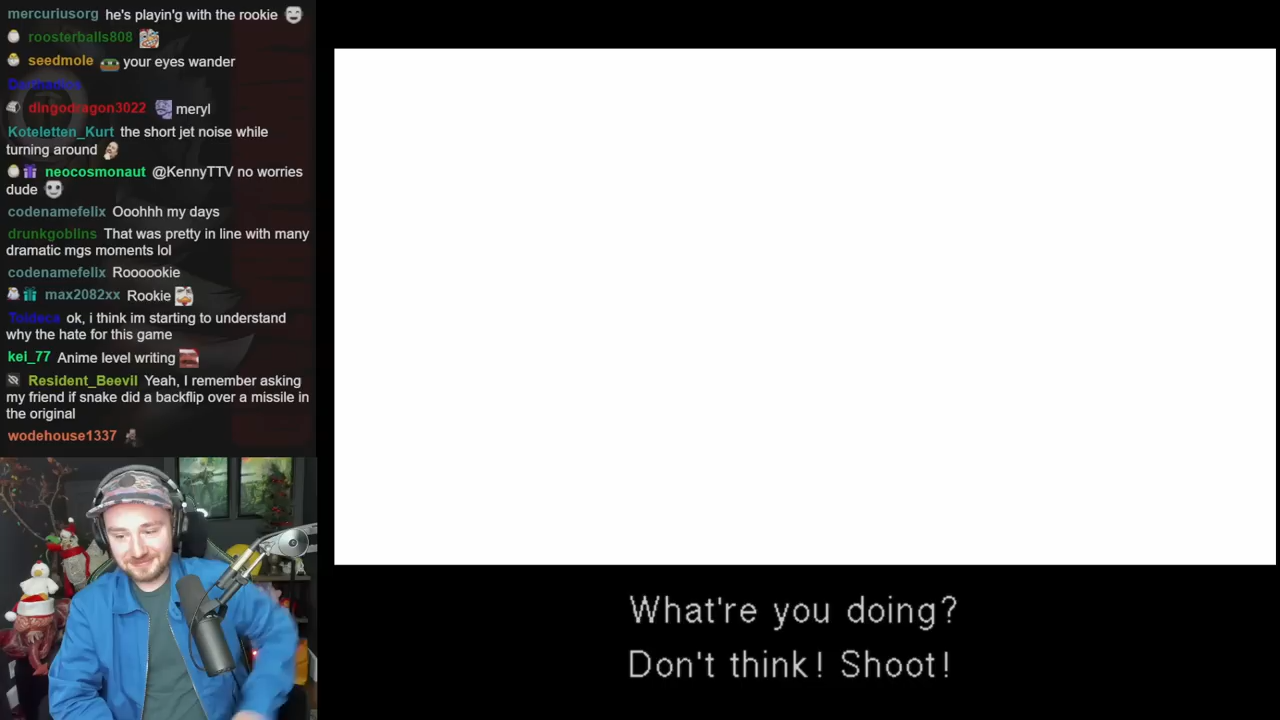 mercuriusorg he's playin'g with the rookie
roosterballs808
seedmole your eyes wander
dingodragon3022 meryl
Koteletten_Kurt the short jet noise while
turning around
neocosmonaut @KennyTTV no worries
dude
codenamefelix Ooohhh my days
drunkgoblins That was pretty in line with many
dramatic mgs moments lol
codenamefelix Roooookie
max2082xx Rookie
Toldeca ok, i think im starting to understand
why the hate for this game
kei_77 Anime level writing
Resident_Beevil Yeah, I remember asking
my friend if snake did a backflip over a missile in
the original
wodehouse1337
What're you doing?
Don't think! Shoot!